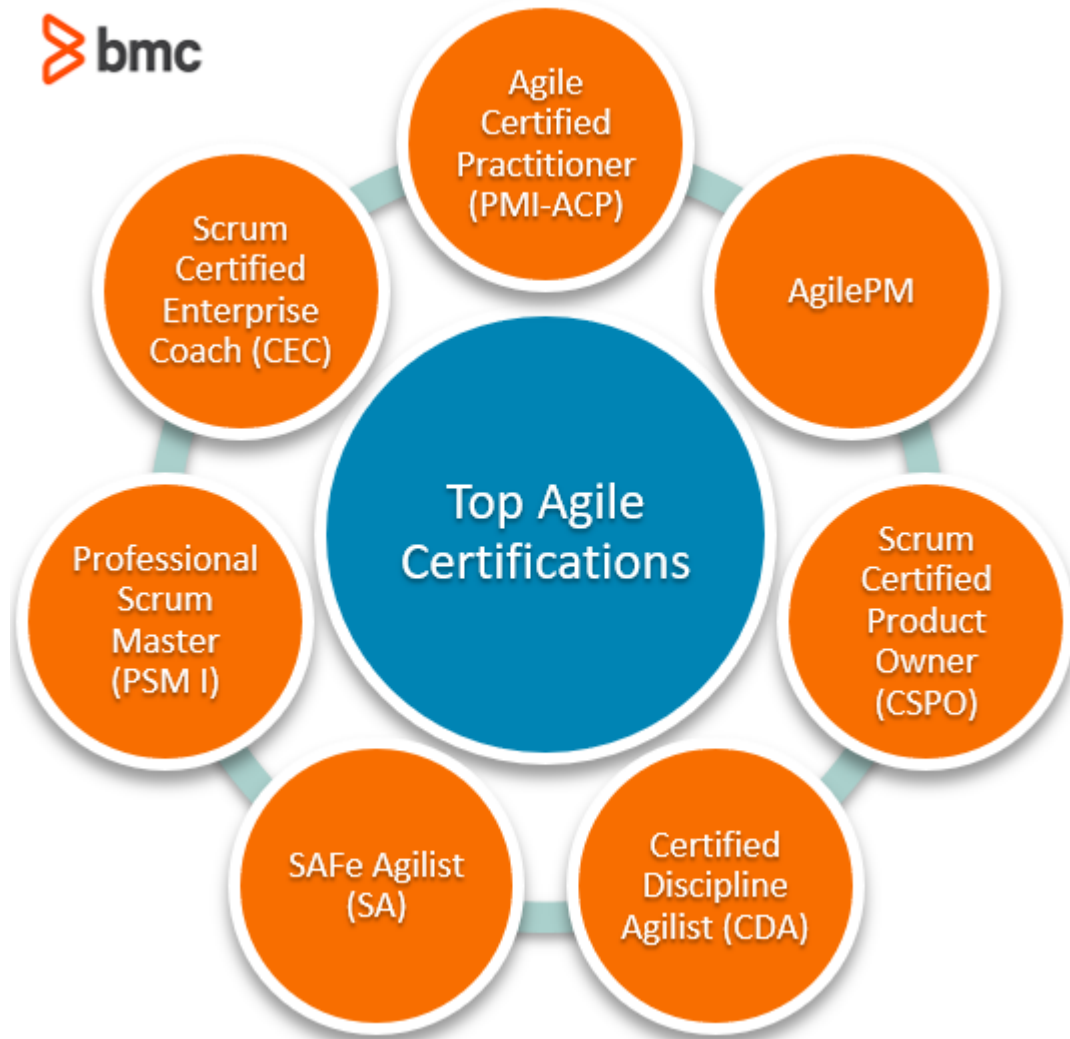 bmc
Agile
Certified
Practitioner
(PMI-ACP)
AgilePM
Scrum
Certified
Product
Owner
(CSPO)
Certified
Discipline
Agilist (CDA)
SAFe Agilist
(SA)
Professional
Scrum
Master
(PSM I)
Scrum
Certified
Enterprise
Coach (CEC)
Top Agile
Certifications